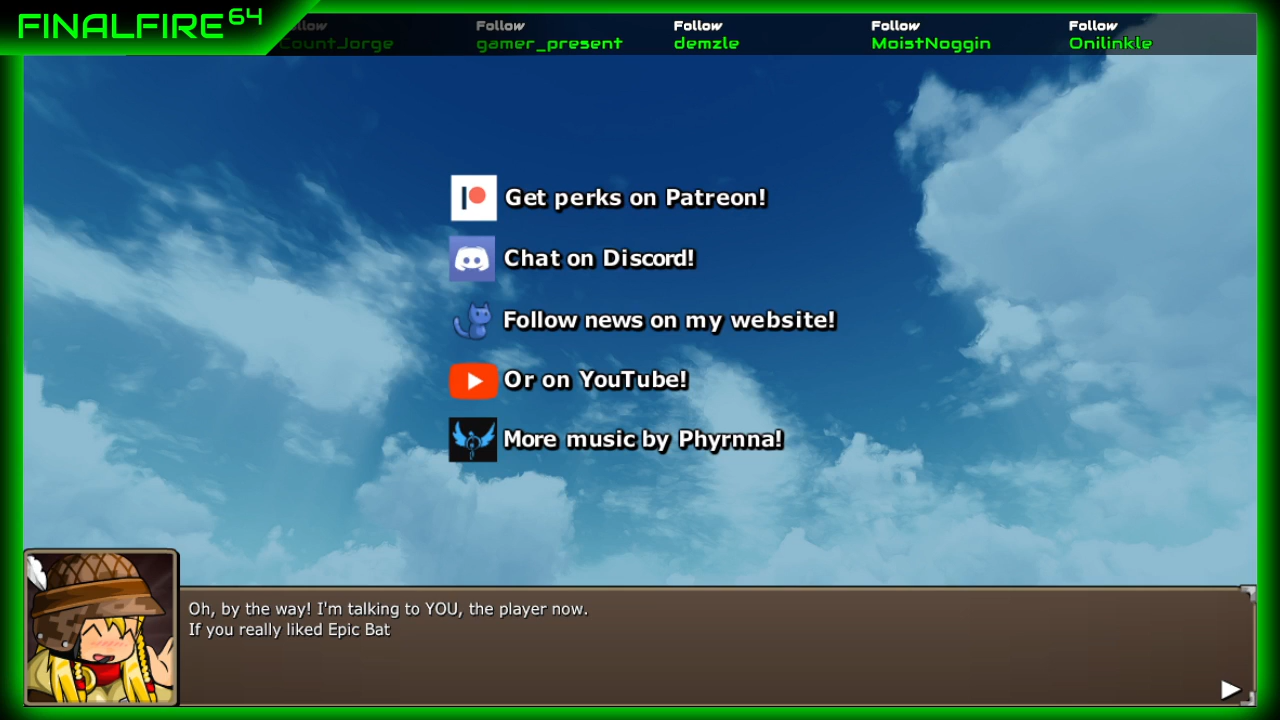 FINALFIRE64
Follow
CountJorge
Follow
gamer_present
Follow
demzle
Follow
MoistNoggin
Follow
Onilinkle
Get perks on Patreon!
Chat on Discord!
Follow news on my website!
Or on YouTube!
More music by Phyrnna!
Oh, by the way! I'm talking to YOU, the player now.
If you really liked Epic Bat